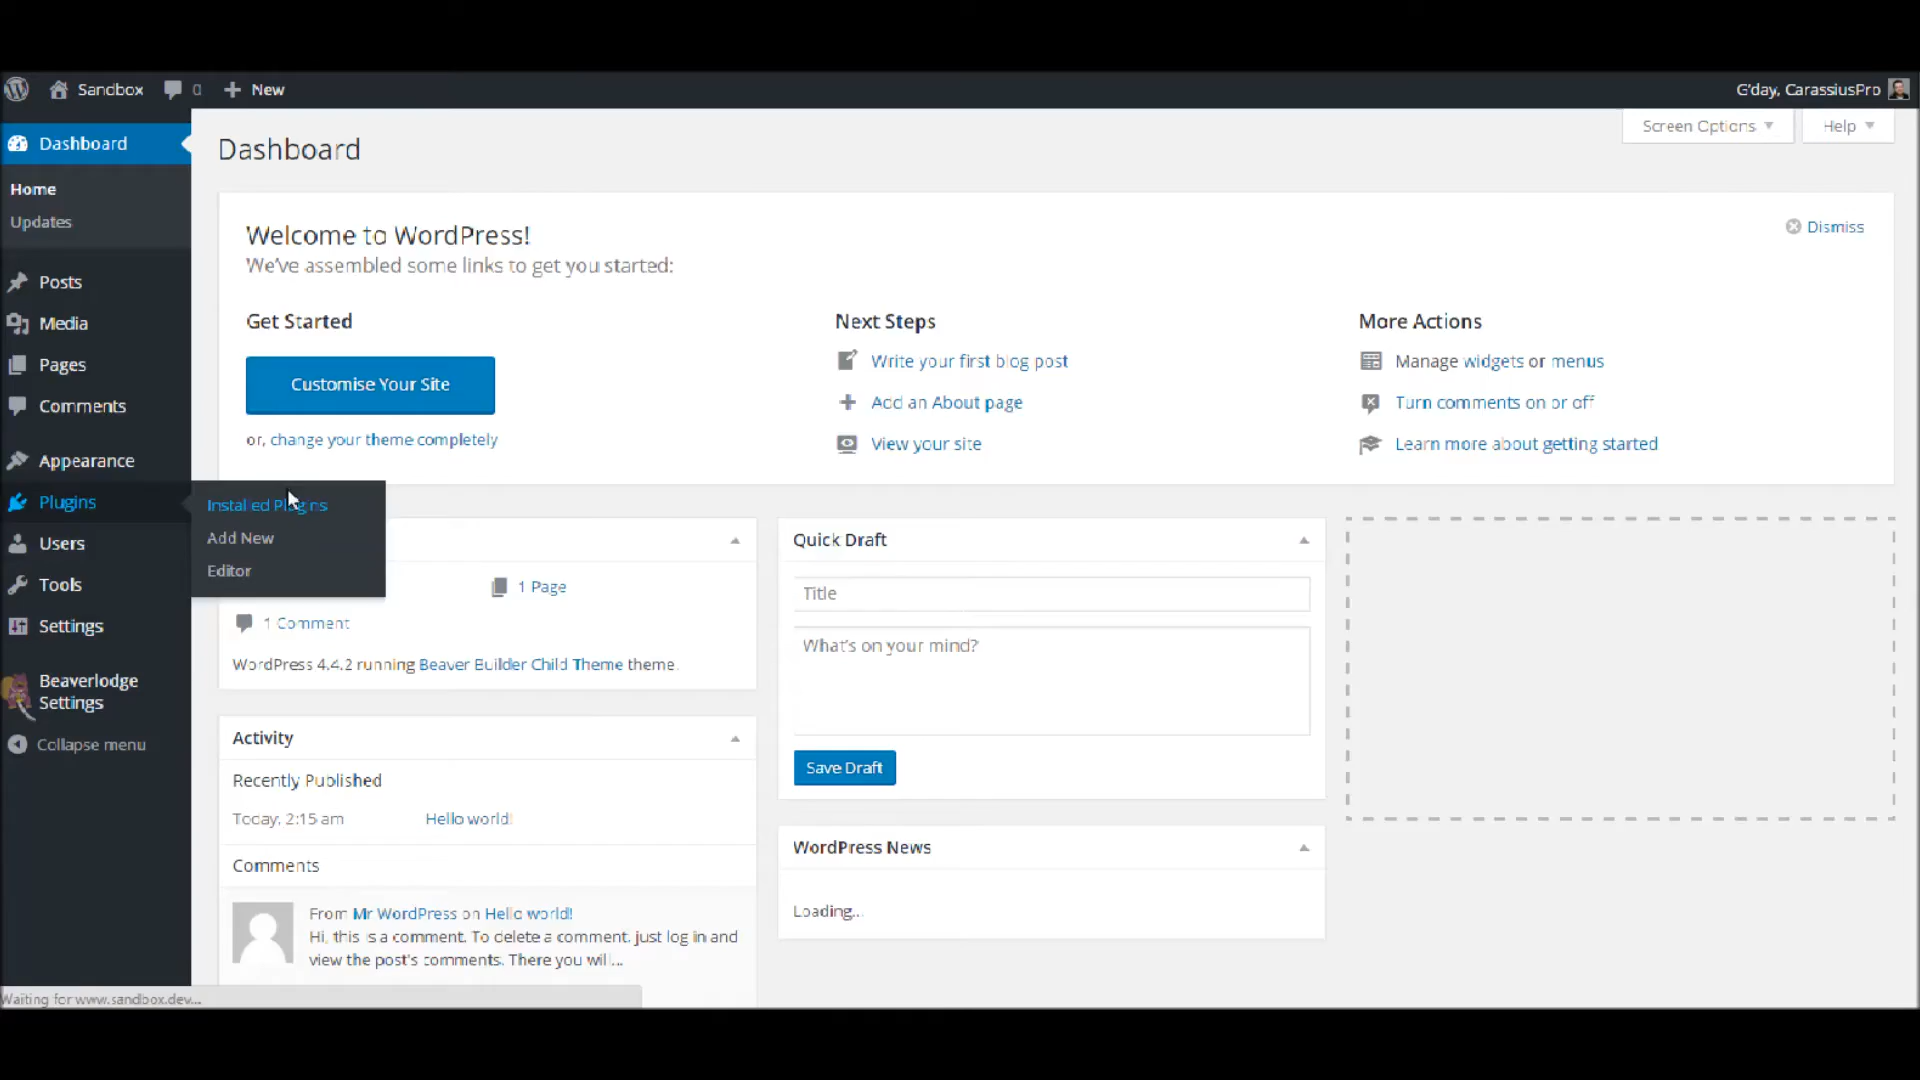 Sandbox
0
New
G'day, CarassiusPro
Dashboard
Home
Updates
Posts
Media
Pages
Comments
Appearance
Plugins
Users
Tools
Settings
Beaverlodge
Settings
Collapse menu
Installed Plugins
Add New
Editor
Dashboard
Screen Options
Help
Welcome to WordPress!
We've assembled some links to get you started:
Dismiss
Get Started
Customise Your Site
or, change your theme completely
Next Steps
Write your first blog post
Add an About page
View your site
More Actions
Manage widgets or menus
Turn comments on or off
Learn more about getting started
1 Page
1 Comment
WordPress 4.4.2 running Beaver Builder Child Theme theme.
Activity
Recently Published
Today, 2:15 am
Hello world!
Comments
From Mr WordPress on Hello world!
Hi, this is a comment. To delete a comment, just log in and
view the post's comments. There you will...
Quick Draft
Title
What's on your mind?
Save Draft
WordPress News
Loading...
Waiting for www.sandbox.dev...